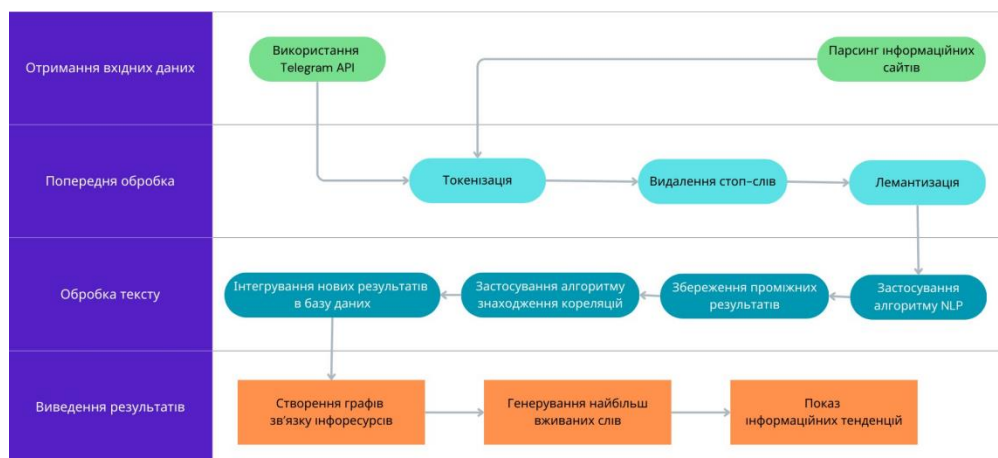 Отримання вхідних даних
Використання
Telegram API
Парсинг інформаційних
сайтів
Попередня обробка
Токенізація
Видалення стоп-слів
Лемантизація
Обробка тексту
Інтегрування нових результатів
в базу даних
Застосування алгоритму
знаходження кореляцій
Збереження проміжних
результатів
Застосування
алгоритму NLP
Виведення результатів
Створення графів
зв'язку інфоресурсів
Генерування найбільш
вживаних слів
Показ
інформаційних тенденцій